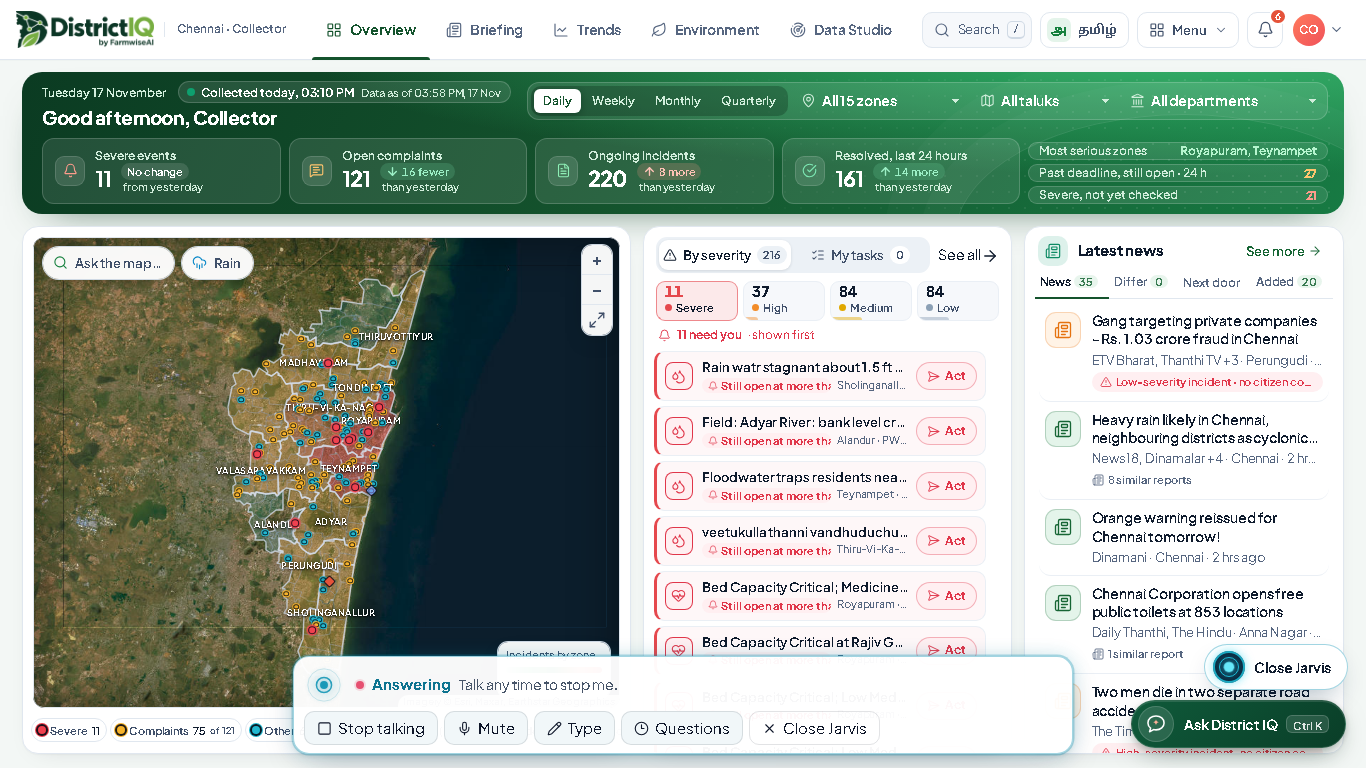 DistrictIQ
by FarmwiseAI
Chennai · Collector
Overview
Briefing
Trends
Environment
Data Studio
Search /
அ தமிழ்
Menu
6
CO
Tuesday 17 November
Collected today, 03:10 PM Data as of 03:58 PM, 17 Nov
Good afternoon, Collector
Daily Weekly Monthly Quarterly
All 15 zones
All taluks
All departments
Severe events
11 No change
from yesterday
Open complaints
121 ↓ 16 fewer
than yesterday
Ongoing incidents
220 ↑ 8 more
than yesterday
Resolved, last 24 hours
161 ↑ 14 more
than yesterday
Most serious zones Royapuram, Teynampet
Past deadline, still open · 24 h 27
Severe, not yet checked 21
Ask the map...
Rain
+
−
THIRUVOTTIYUR
MADHAV
TOND
ROYAPURAM
VALASARAVAKKAM
TEYNAMPET
ALAND
ADYAR
PERUNGUDI
SHOLINGANALLUR
Incidents by zone
Severe 11
Complaints 75 of 121
Other
By severity 216
My tasks 0
See all →
11
Severe
37
High
84
Medium
84
Low
11 need you · shown first
Rain watr stagnant about 1.5 ft ...
Still open at more tha Sholinganall...
Act
Field: Adyar River: bank level cr...
Still open at more tha Alandur · PW...
Act
Floodwater traps residents nea...
Still open at more tha Teynampet · ...
Act
veetukulla thanni vandhuduchu...
Still open at more tha Thiru-Vi-Ka-...
Act
Bed Capacity Critical; Medicine...
Still open at more tha Royapuram · ...
Act
Bed Capacity Critical at Rajiv G...
Act
Bed Capacity Critical, Low Med
Latest news
See more →
News 35
Differ 0
Next door
Added 20
Gang targeting private companies
– Rs. 1.03 crore fraud in Chennai
ETV Bharat, Thanthi TV +3 · Perungudi · ...
Low-severity incident · no citizen co...
Heavy rain likely in Chennai,
neighbouring districts as cyclonic...
News18, Dinamalar +4 · Chennai · 2 hr...
8 similar reports
Orange warning reissued for
Chennai tomorrow!
Dinamani · Chennai · 2 hrs ago
Chennai Corporation opens free
public toilets at 853 locations
Daily Thanthi, The Hindu · Anna Nagar · ...
1 similar report
Two men die in two separate road
accide
The Tim
High-severity incident · no citizen co
Close Jarvis
Ask District IQ Ctrl K
Answering Talk any time to stop me.
Stop talking
Mute
Type
Questions
Close Jarvis